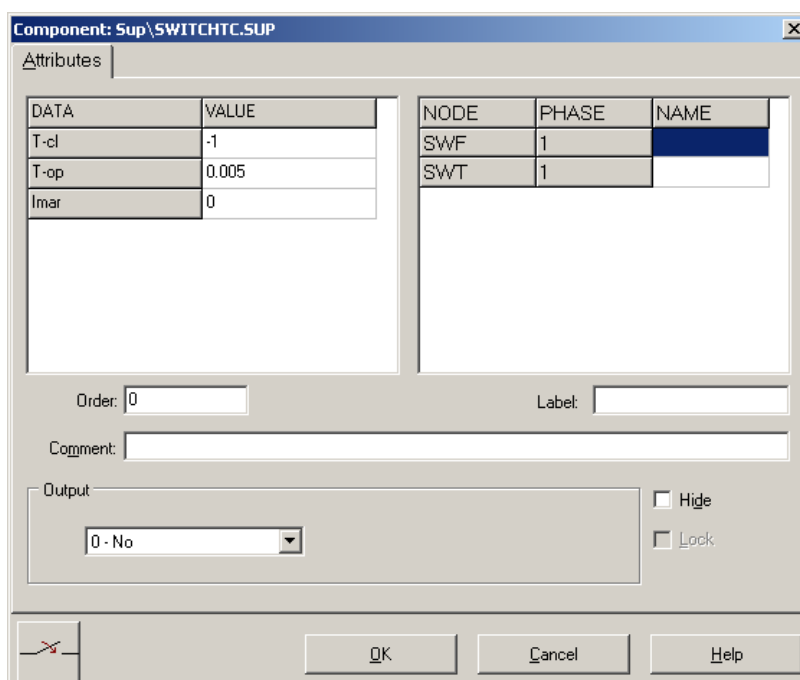 Component: Sup\SWITCHTC.SUP
Attributes
DATA VALUE
T-cl -1
T-op 0.005
Imar 0
NODE PHASE NAME
SWF 1
SWT 1
Order: 0
Label:
Comment:
Output
0 - No
Hide
Lock
OK Cancel Help